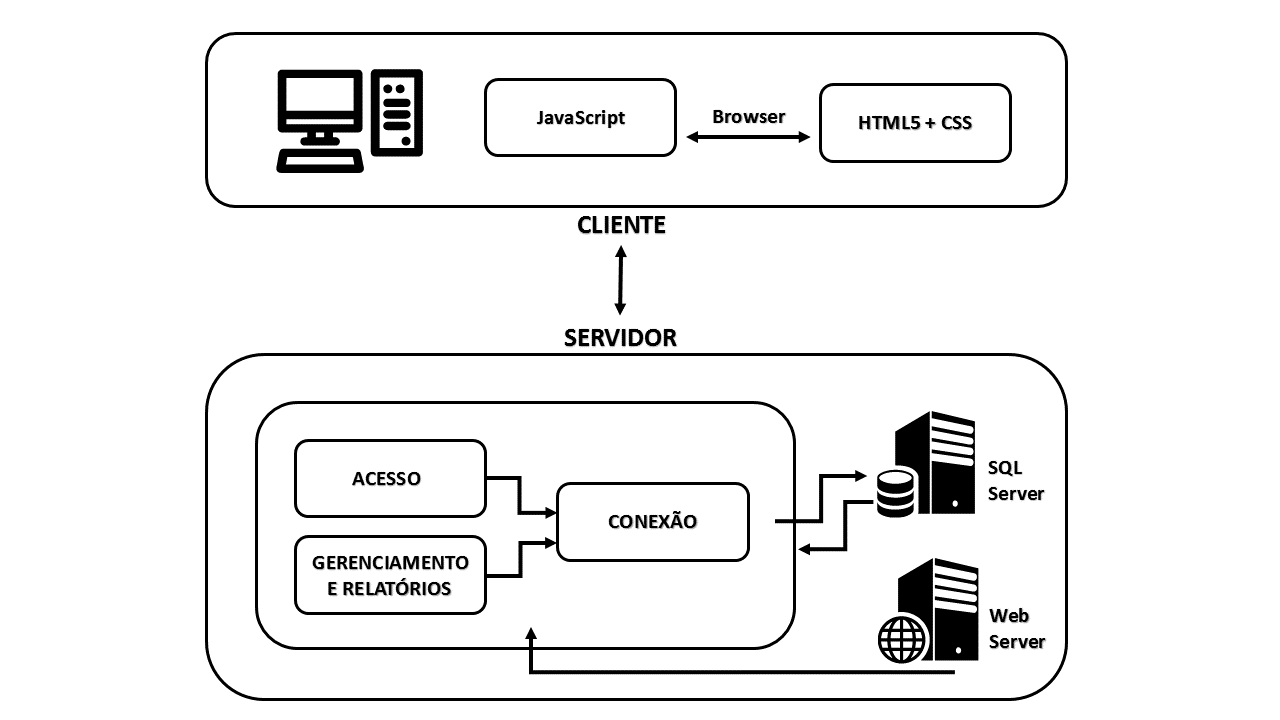 JavaScript
Browser
HTML5 + CSS
CLIENTE
SERVIDOR
ACESSO
CONEXÃO
GERENCIAMENTO
E RELATÓRIOS
SQL
Server
Web
Server